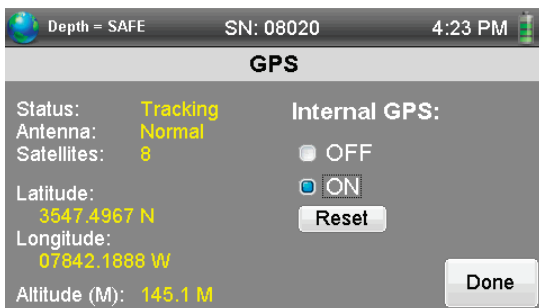 Depth = SAFE SN: 08020 4:23 PM
GPS
Status: Tracking
Antenna: Normal
Satellites: 8
Latitude:
3547.4967 N
Longitude:
07842.1888 W
Altitude (M): 145.1 M
Internal GPS:
OFF
ON
Reset
Done